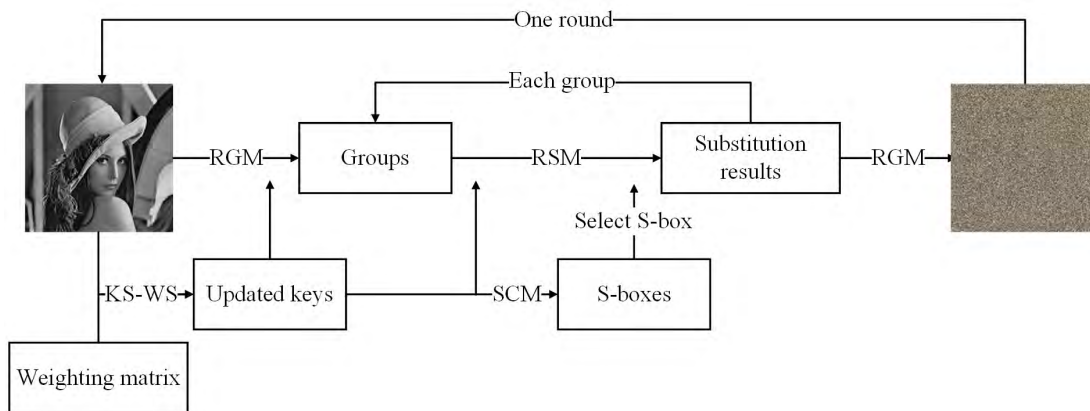 One round
Each group
RGM
Groups
RSM
Substitution
results
RGM
Select S-box
KS-WS
Updated keys
SCM
S-boxes
Weighting matrix